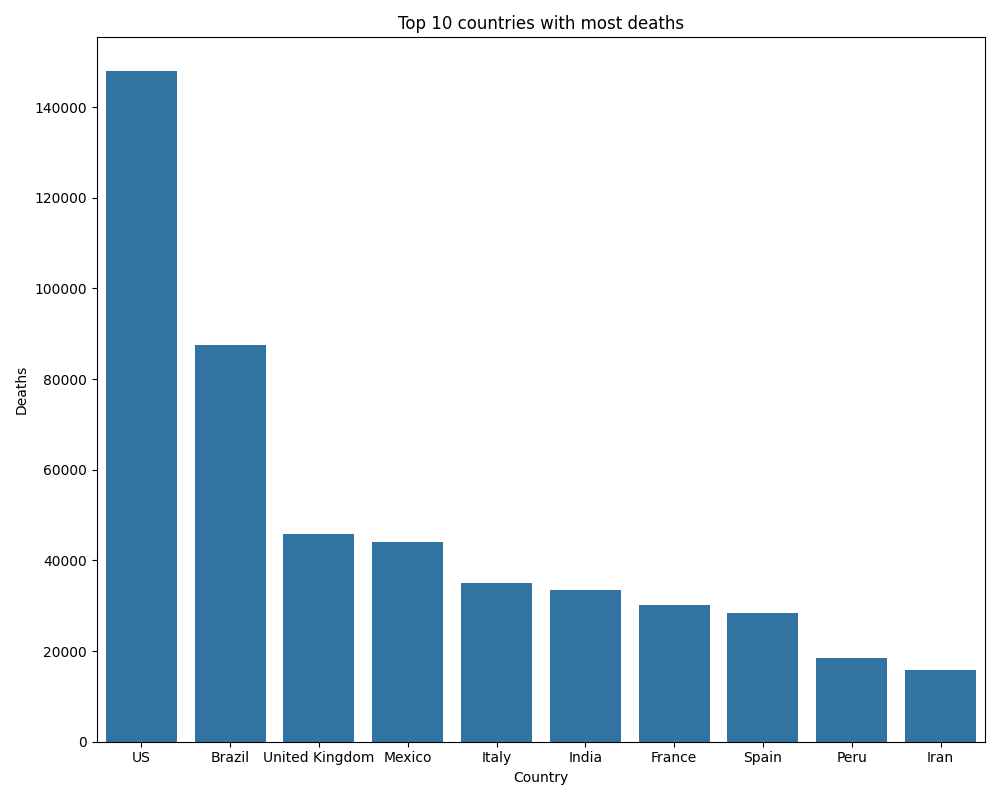 Top 10 countries with most deaths
Deaths
140000
120000
100000
80000
60000
40000
20000
0
US Brazil United Kingdom Mexico Italy India France Spain Peru Iran
Country